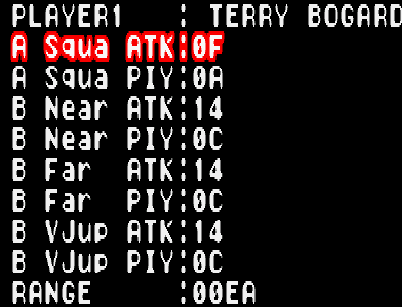 PLAYER1 : TERRY BOGARD
A Squa ATK:0F
A Squa PIY:0A
B Near ATK:14
B Near PIY:0C
B Far ATK:14
B Far PIY:0C
B VJup ATK:14
B VJup PIY:0C
RANGE :00EA